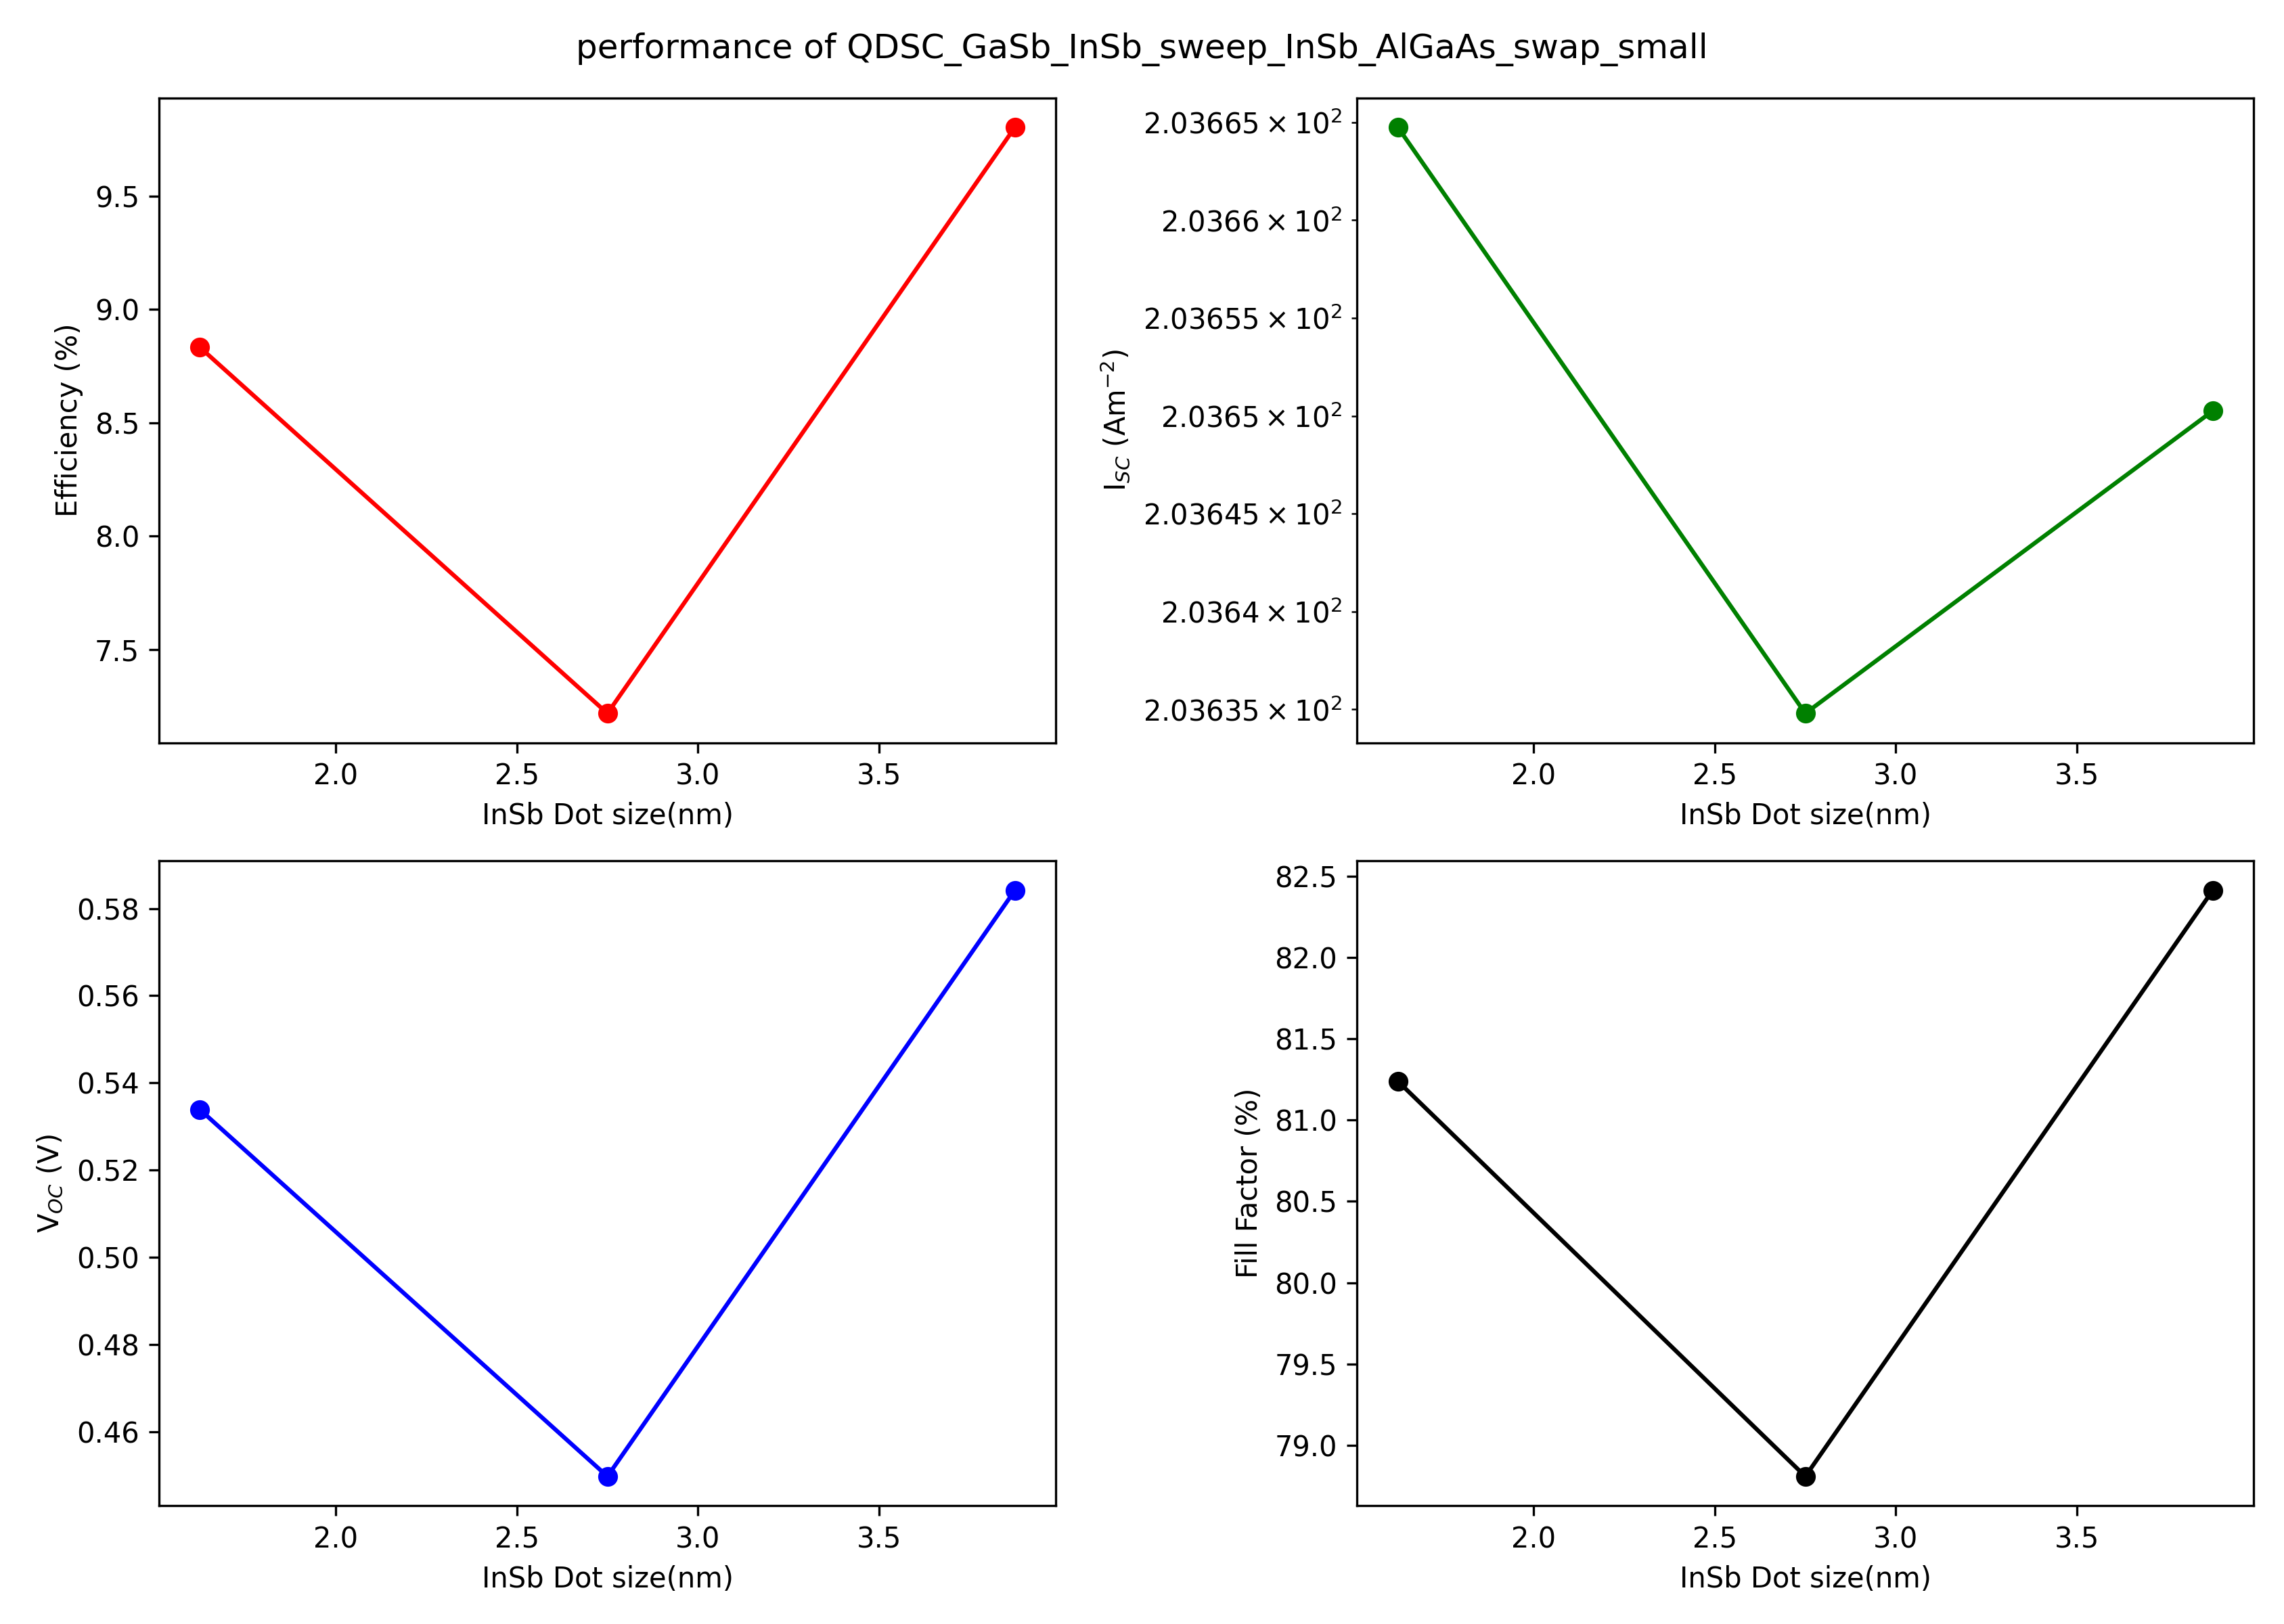 performance of QDSC_GaSb_InSb_sweep_InSb_AlGaAs_swap_small
Efficiency (%)
9.5
9.0
8.5
8.0
7.5
2.0 2.5 3.0 3.5
InSb Dot size(nm)
I_SC (Am⁻²)
2.03665 × 10²
2.0366 × 10²
2.03655 × 10²
2.0365 × 10²
2.03645 × 10²
2.0364 × 10²
2.03635 × 10²
2.0 2.5 3.0 3.5
InSb Dot size(nm)
V_OC (V)
0.58
0.56
0.54
0.52
0.50
0.48
0.46
2.0 2.5 3.0 3.5
InSb Dot size(nm)
Fill Factor (%)
82.5
82.0
81.5
81.0
80.5
80.0
79.5
79.0
2.0 2.5 3.0 3.5
InSb Dot size(nm)